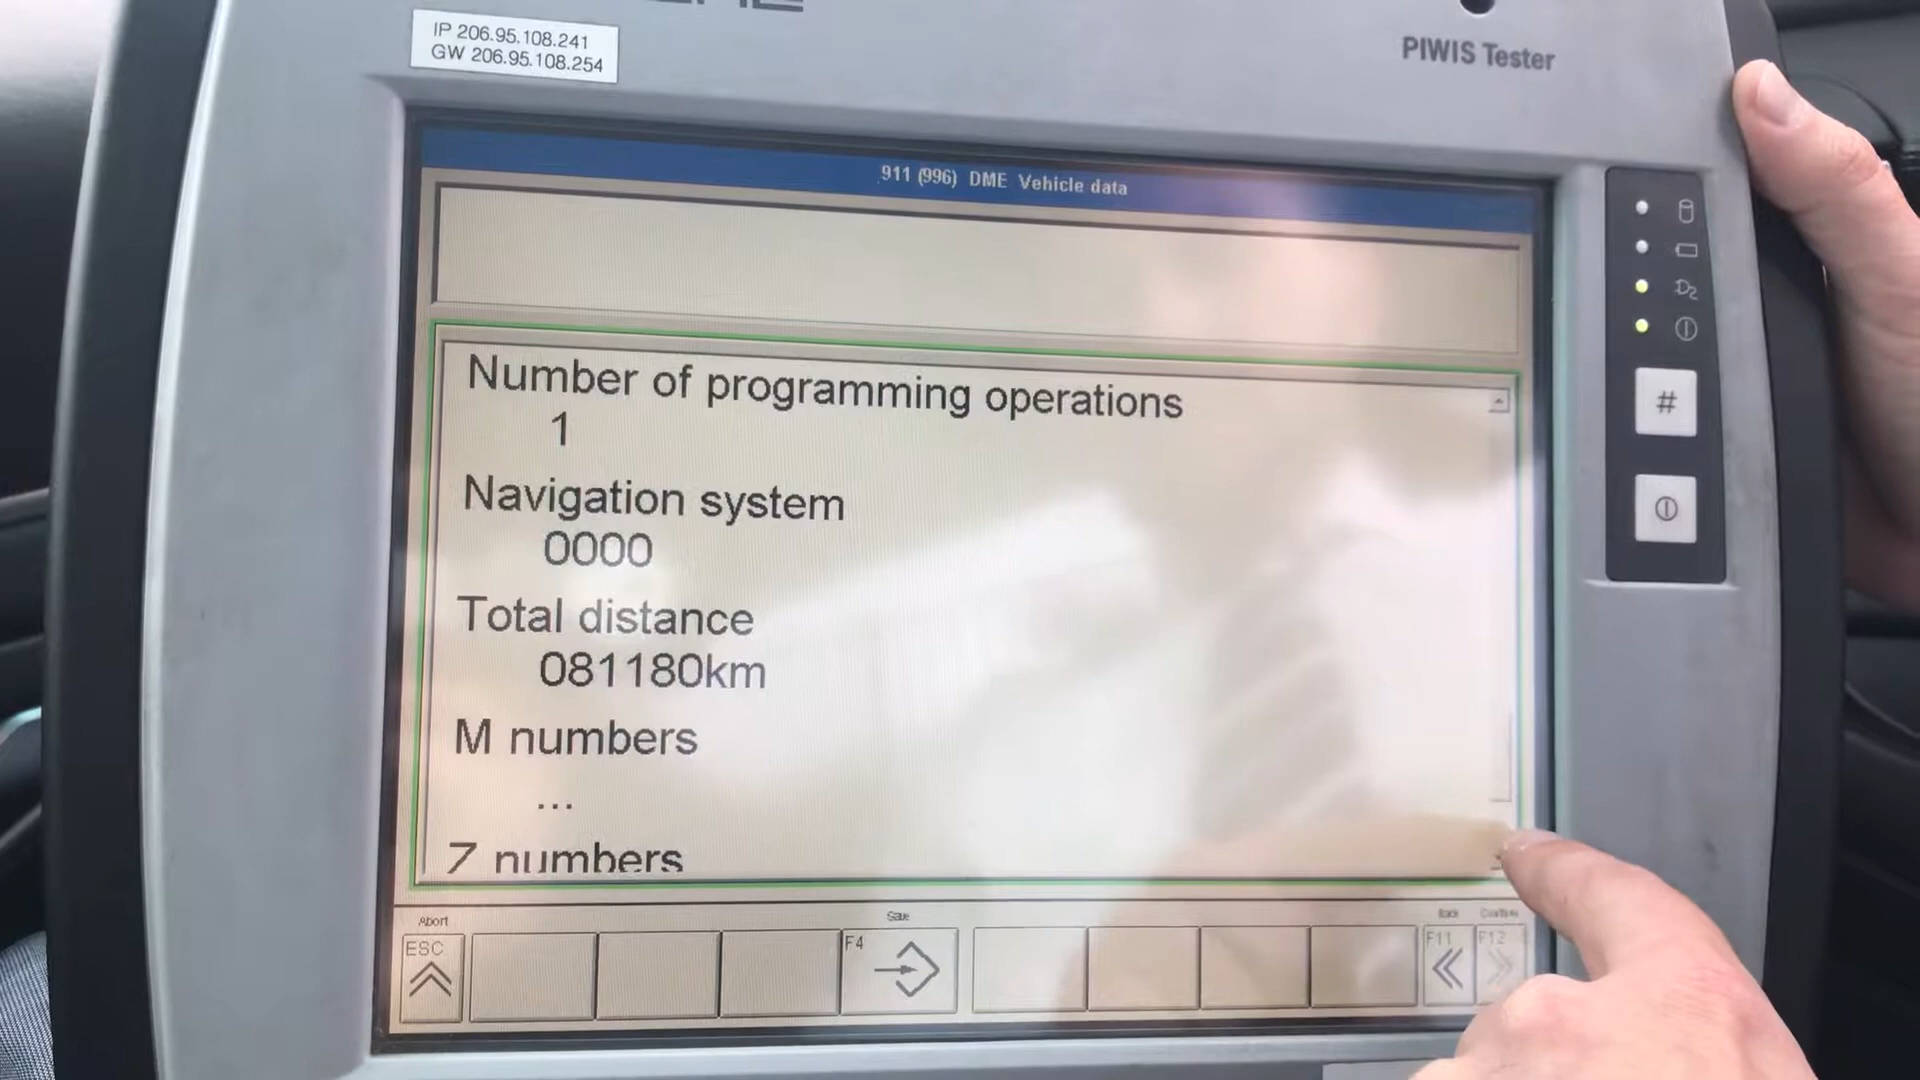 IP 206.95.108.241
GW 206.95.108.254
PIWIS Tester
911 (996) DME Vehicle data
Number of programming operations
1
Navigation system
0000
Total distance
081180km
M numbers
...
Z numbers
Abort
Save
Back
ESC
F4
F11
F12
#